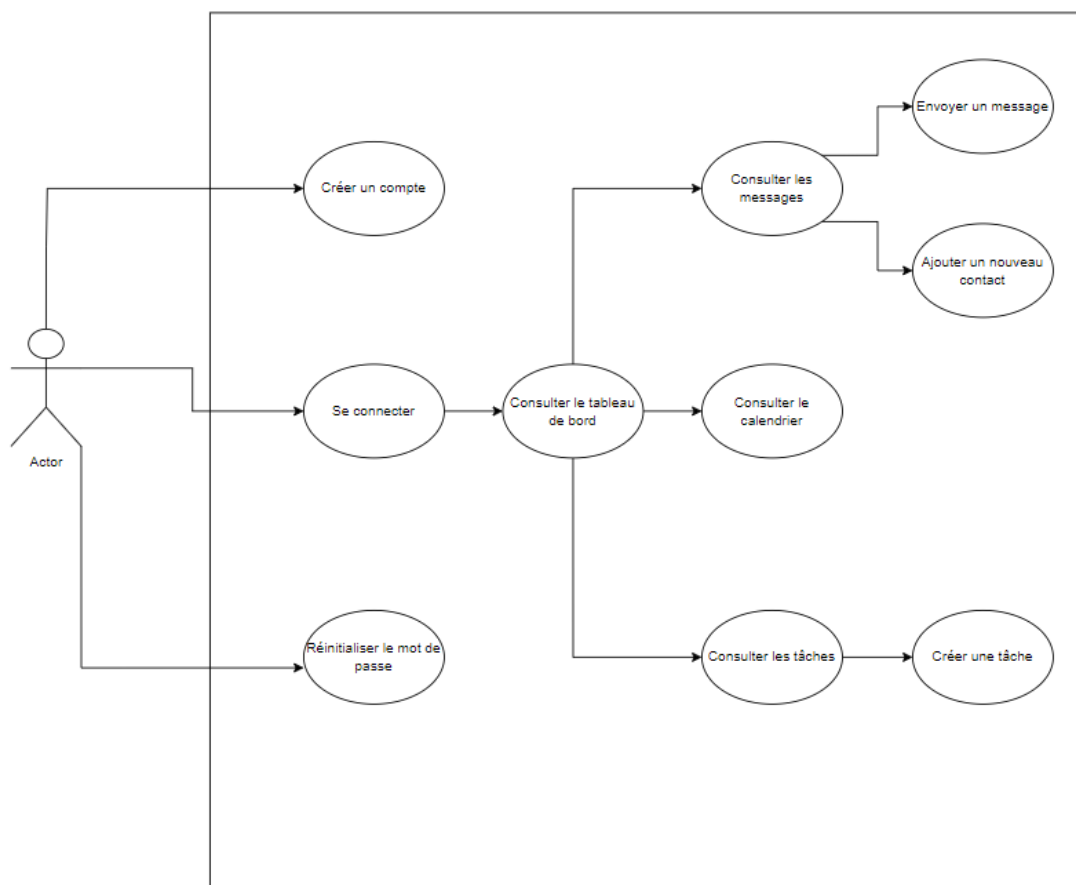 Envoyer un message
Créer un compte
Consulter les
messages
Ajouter un nouveau
contact
Actor
Se connecter
Consulter le tableau
de bord
Consulter le
calendrier
Réinitialiser le mot de
passe
Consulter les tâches
Créer une tâche